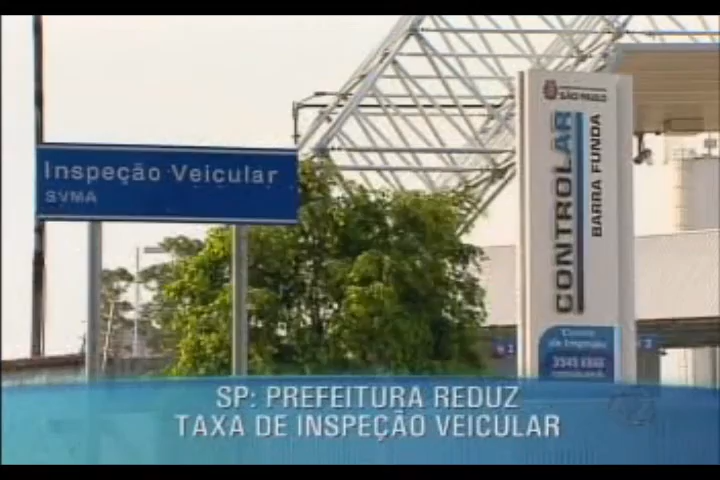 Inspeção Veicular
SVMA
SÃO PAULO
CONTROLAR
BARRA FUNDA
SP: PREFEITURA REDUZ
TAXA DE INSPEÇÃO VEICULAR